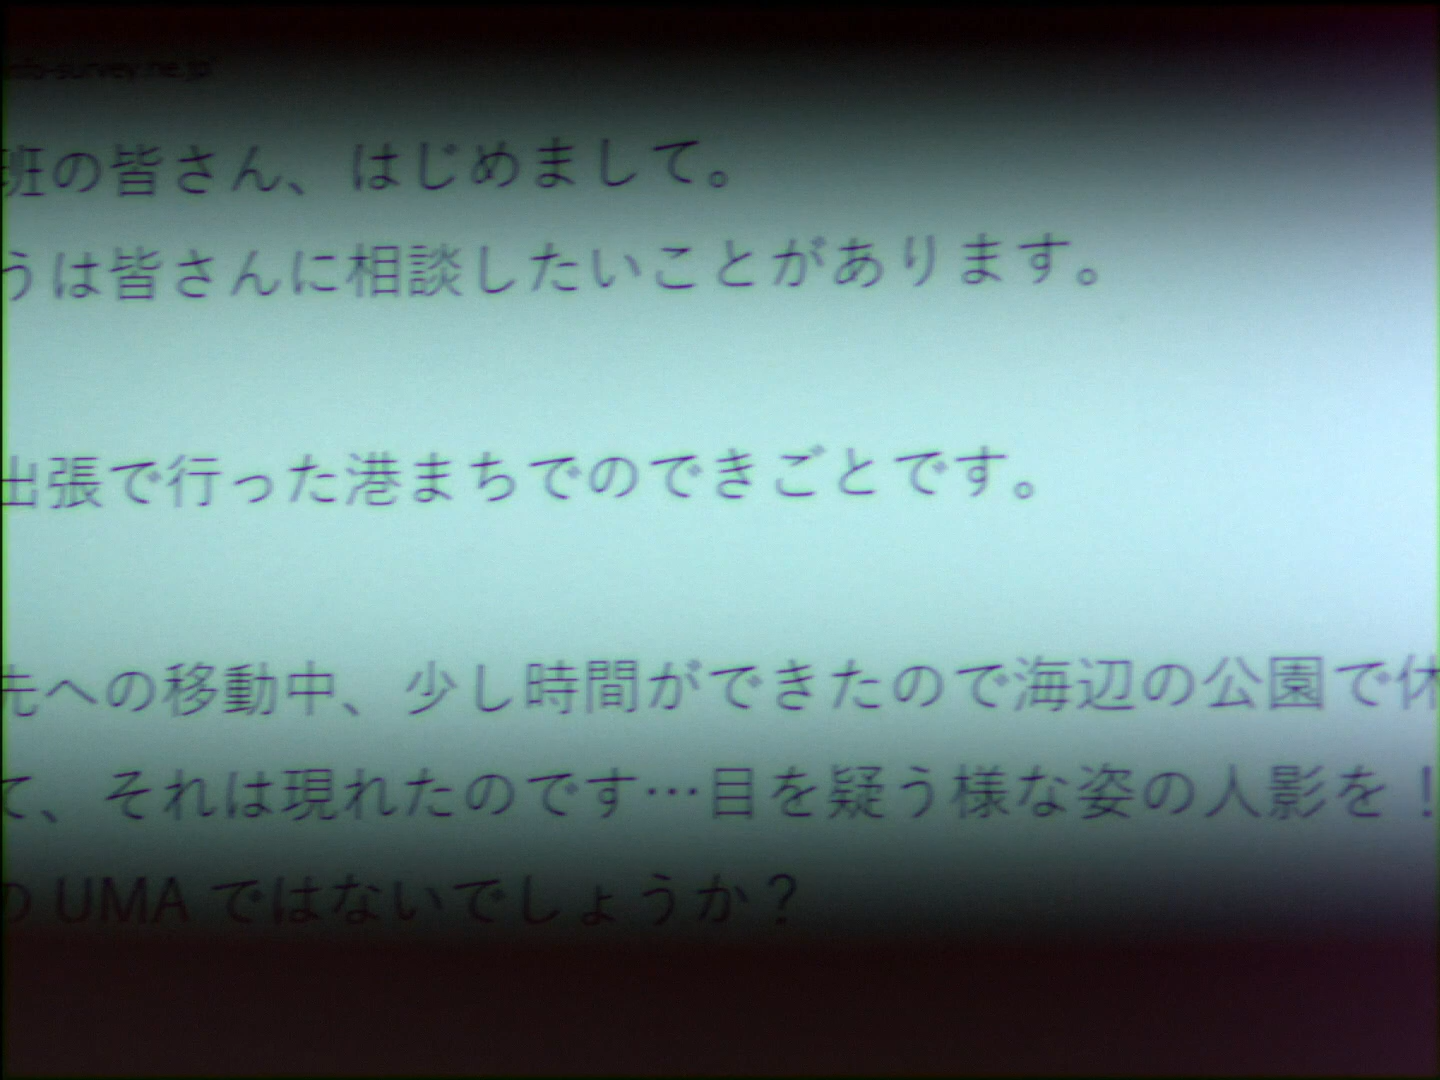 班の皆さん、はじめまして。
うは皆さんに相談したいことがあります。
出張で行った港まちでのできごとです。
先への移動中、少し時間ができたので海辺の公園で休
て、それは現れたのです…目を疑う様な姿の人影を！
の UMA ではないでしょうか？